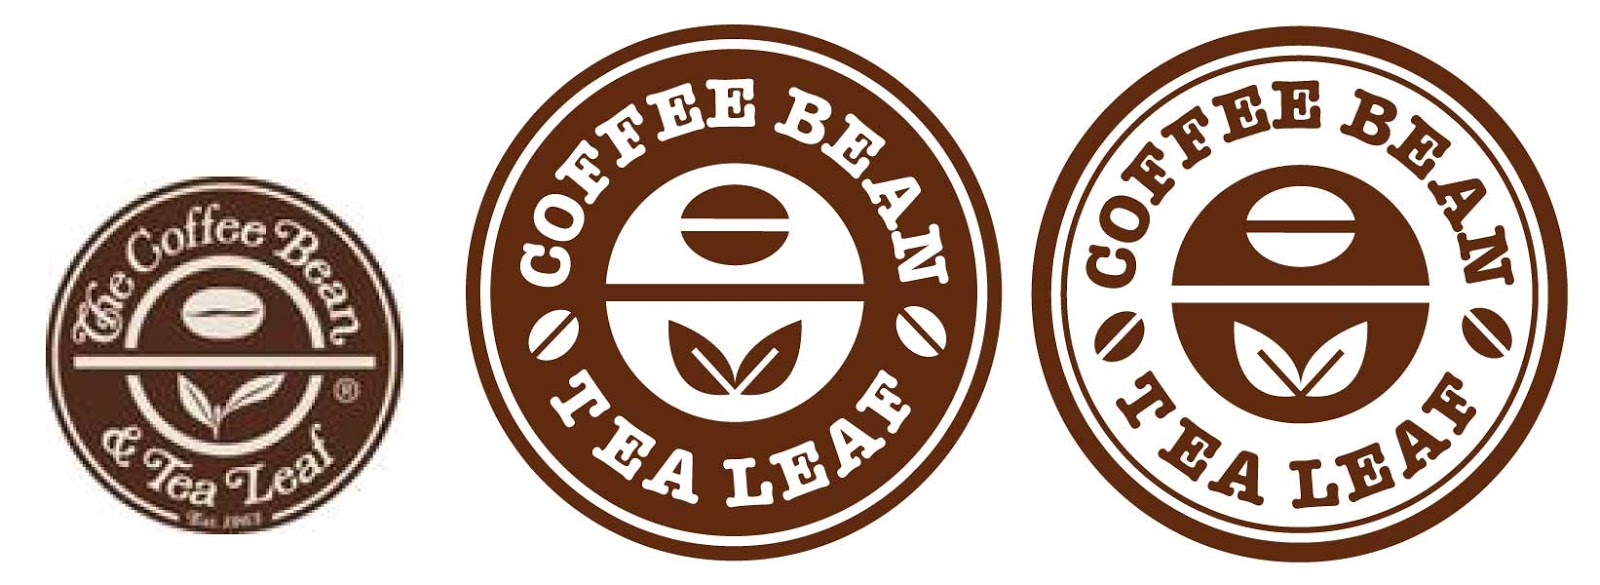 The Coffee Bean
®
& Tea Leaf
COFFEE BEAN
TEA LEAF
COFFEE BEAN
TEA LEAF